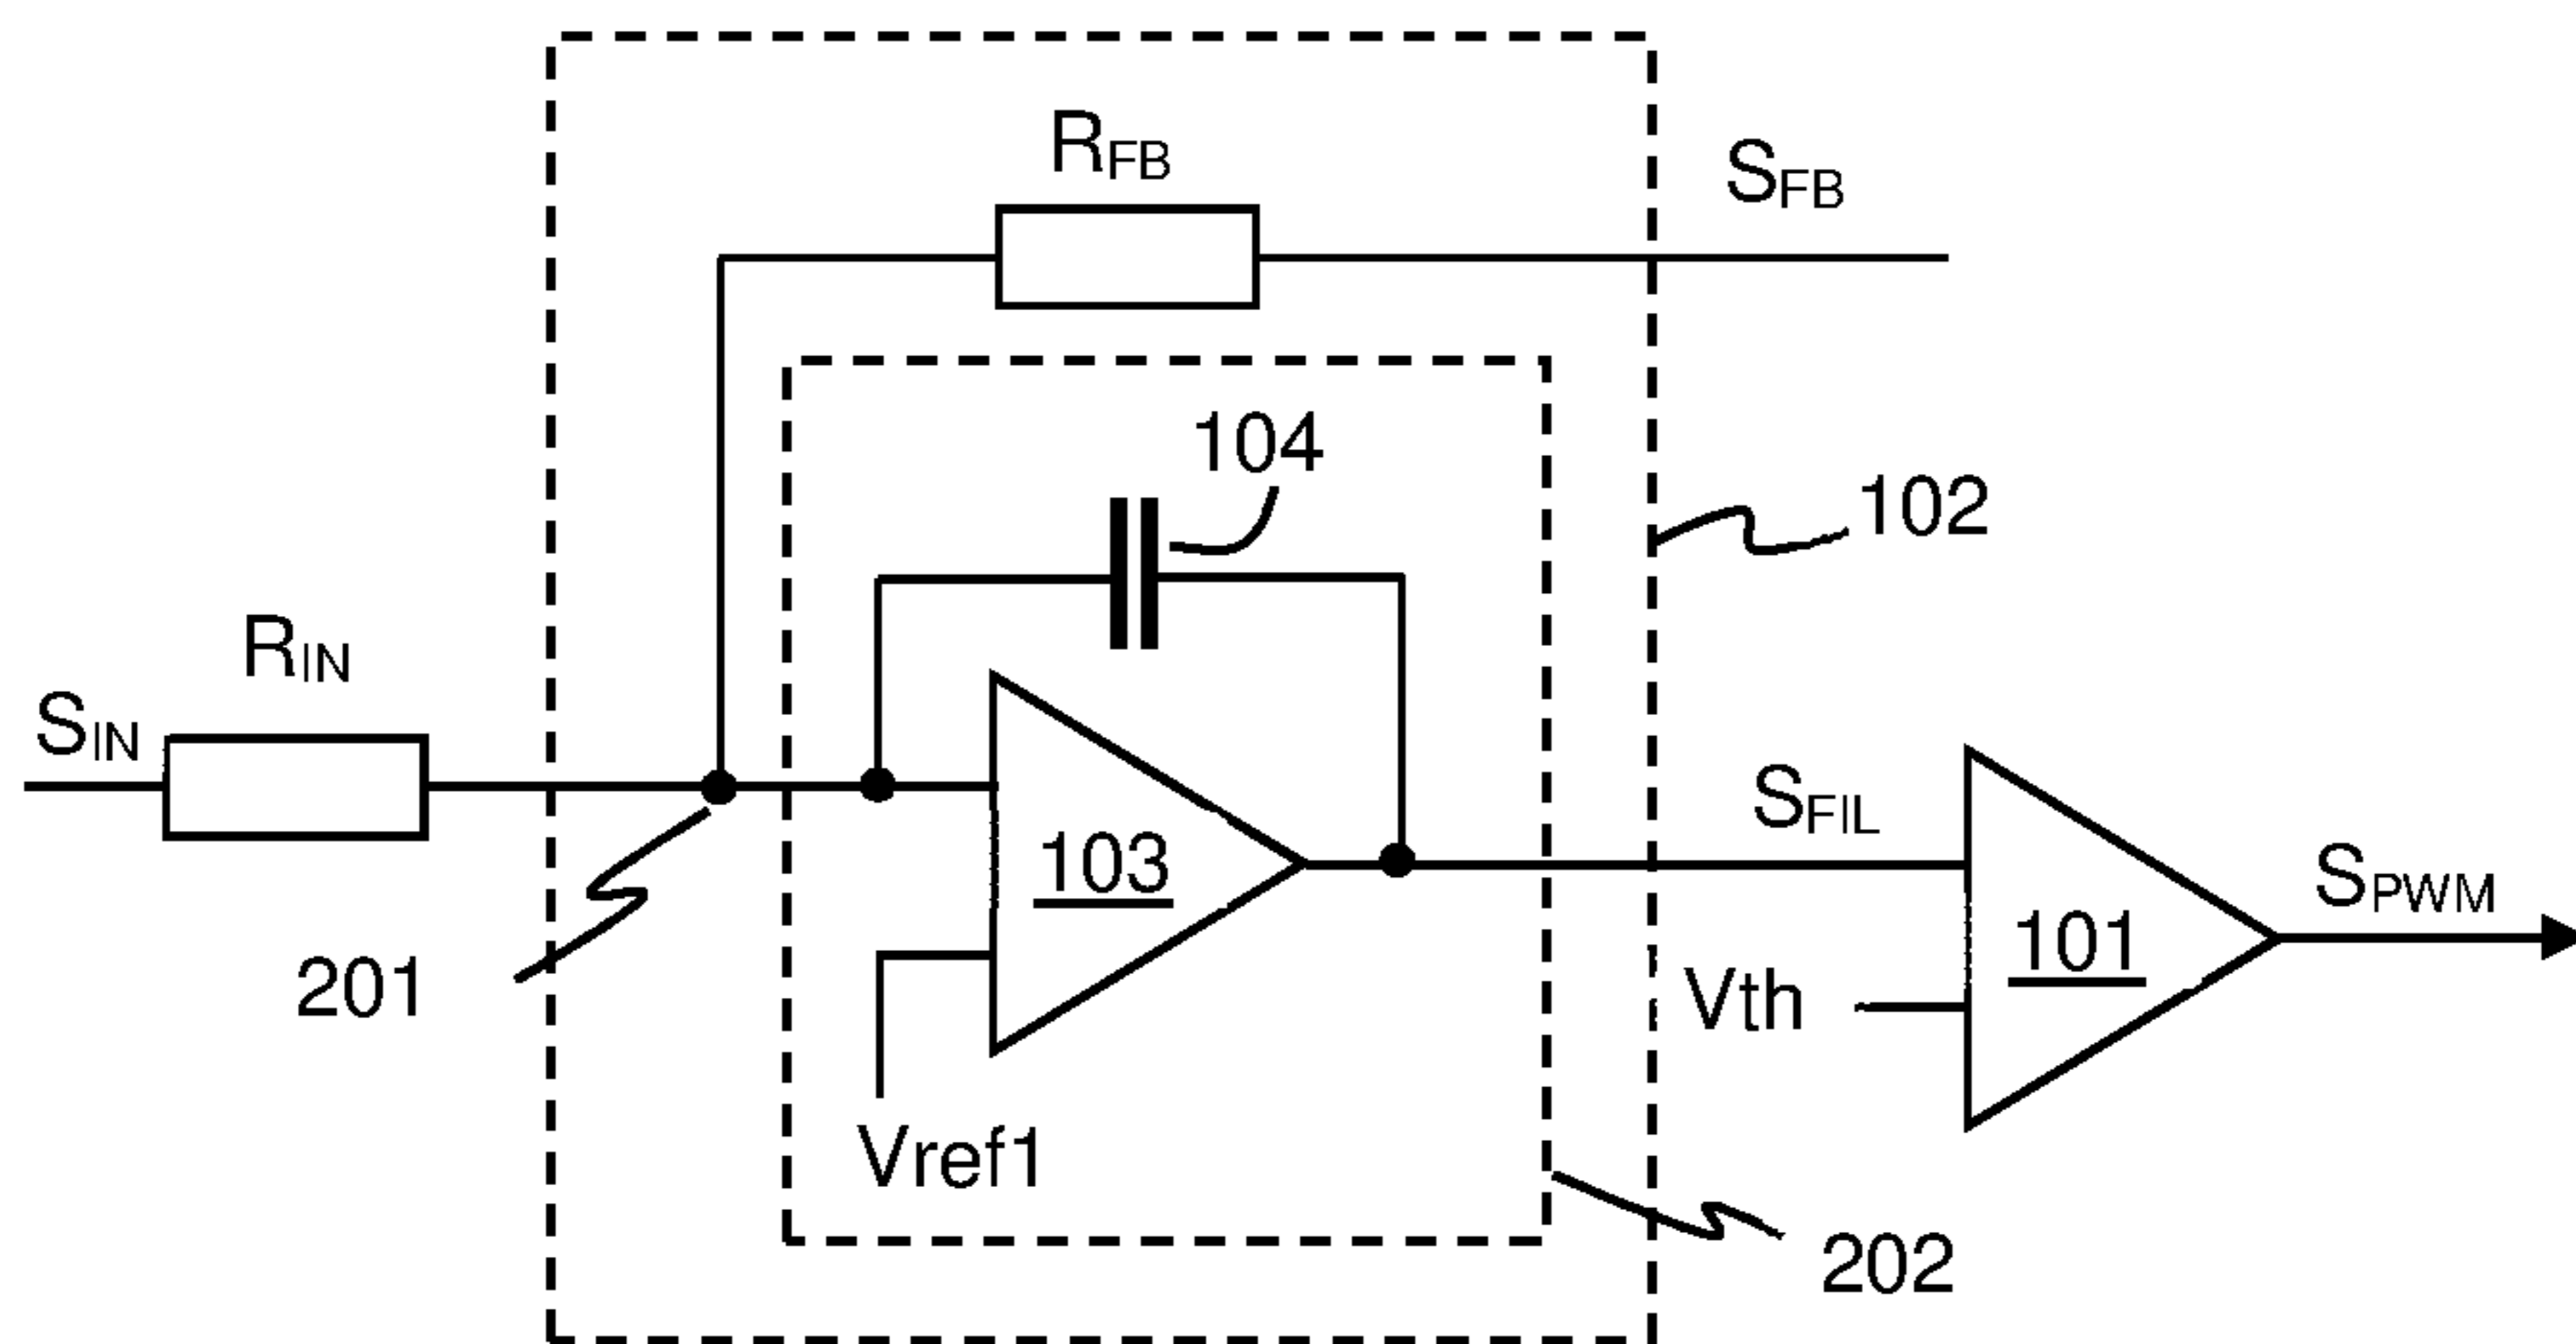 RFB
SFB
104
102
RIN
SIN
SFIL
103
SPWM
101
201
Vth
Vref1
202